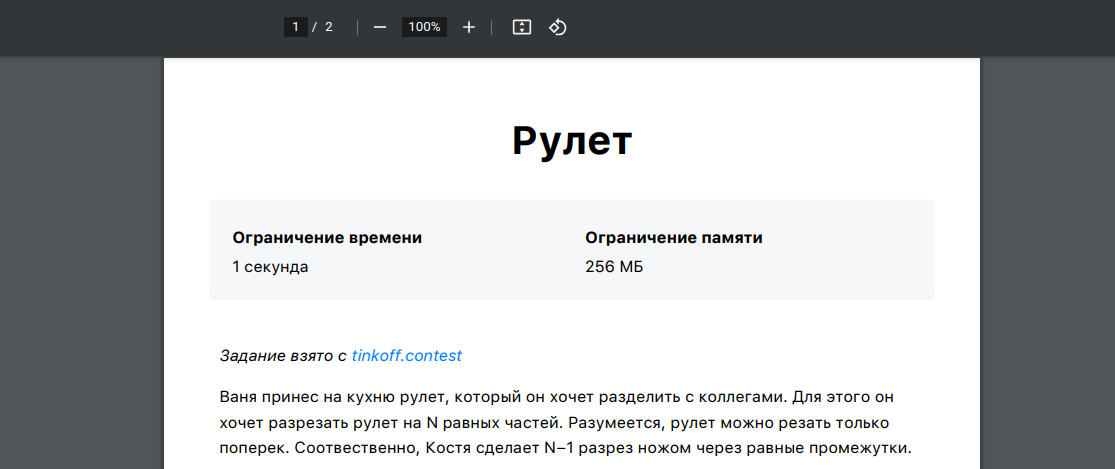 1 / 2 100%
Рулет
Ограничение времени Ограничение памяти
1 секунда 256 МБ
Задание взято с tinkoff.contest
Ваня принес на кухню рулет, который он хочет разделить с коллегами. Для этого он
хочет разрезать рулет на N равных частей. Разумеется, рулет можно резать только
поперек. Соотвественно, Костя сделает N−1 разрез ножом через равные промежутки.